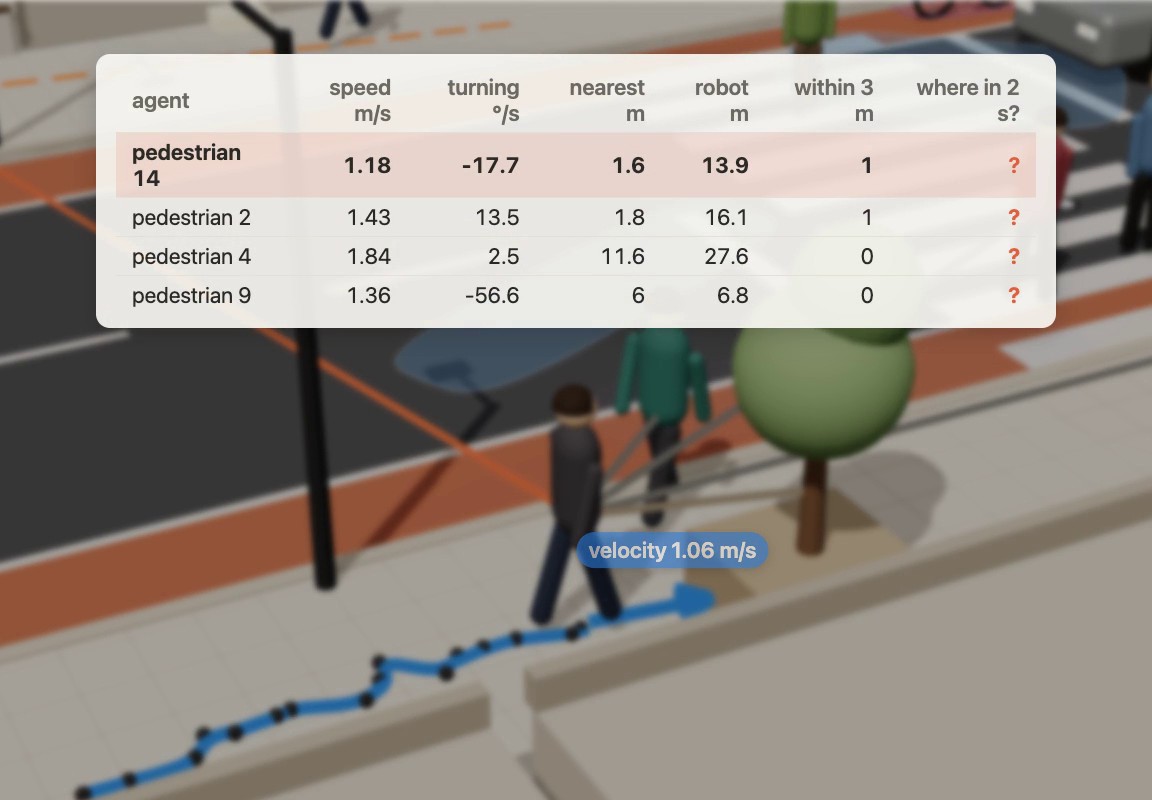 agent speed m/s turning °/s nearest m robot m within 3 m where in 2 s?
pedestrian 14 1.18 -17.7 1.6 13.9 1 ?
pedestrian 2 1.43 13.5 1.8 16.1 1 ?
pedestrian 4 1.84 2.5 11.6 27.6 0 ?
pedestrian 9 1.36 -56.6 6 6.8 0 ?
velocity 1.06 m/s